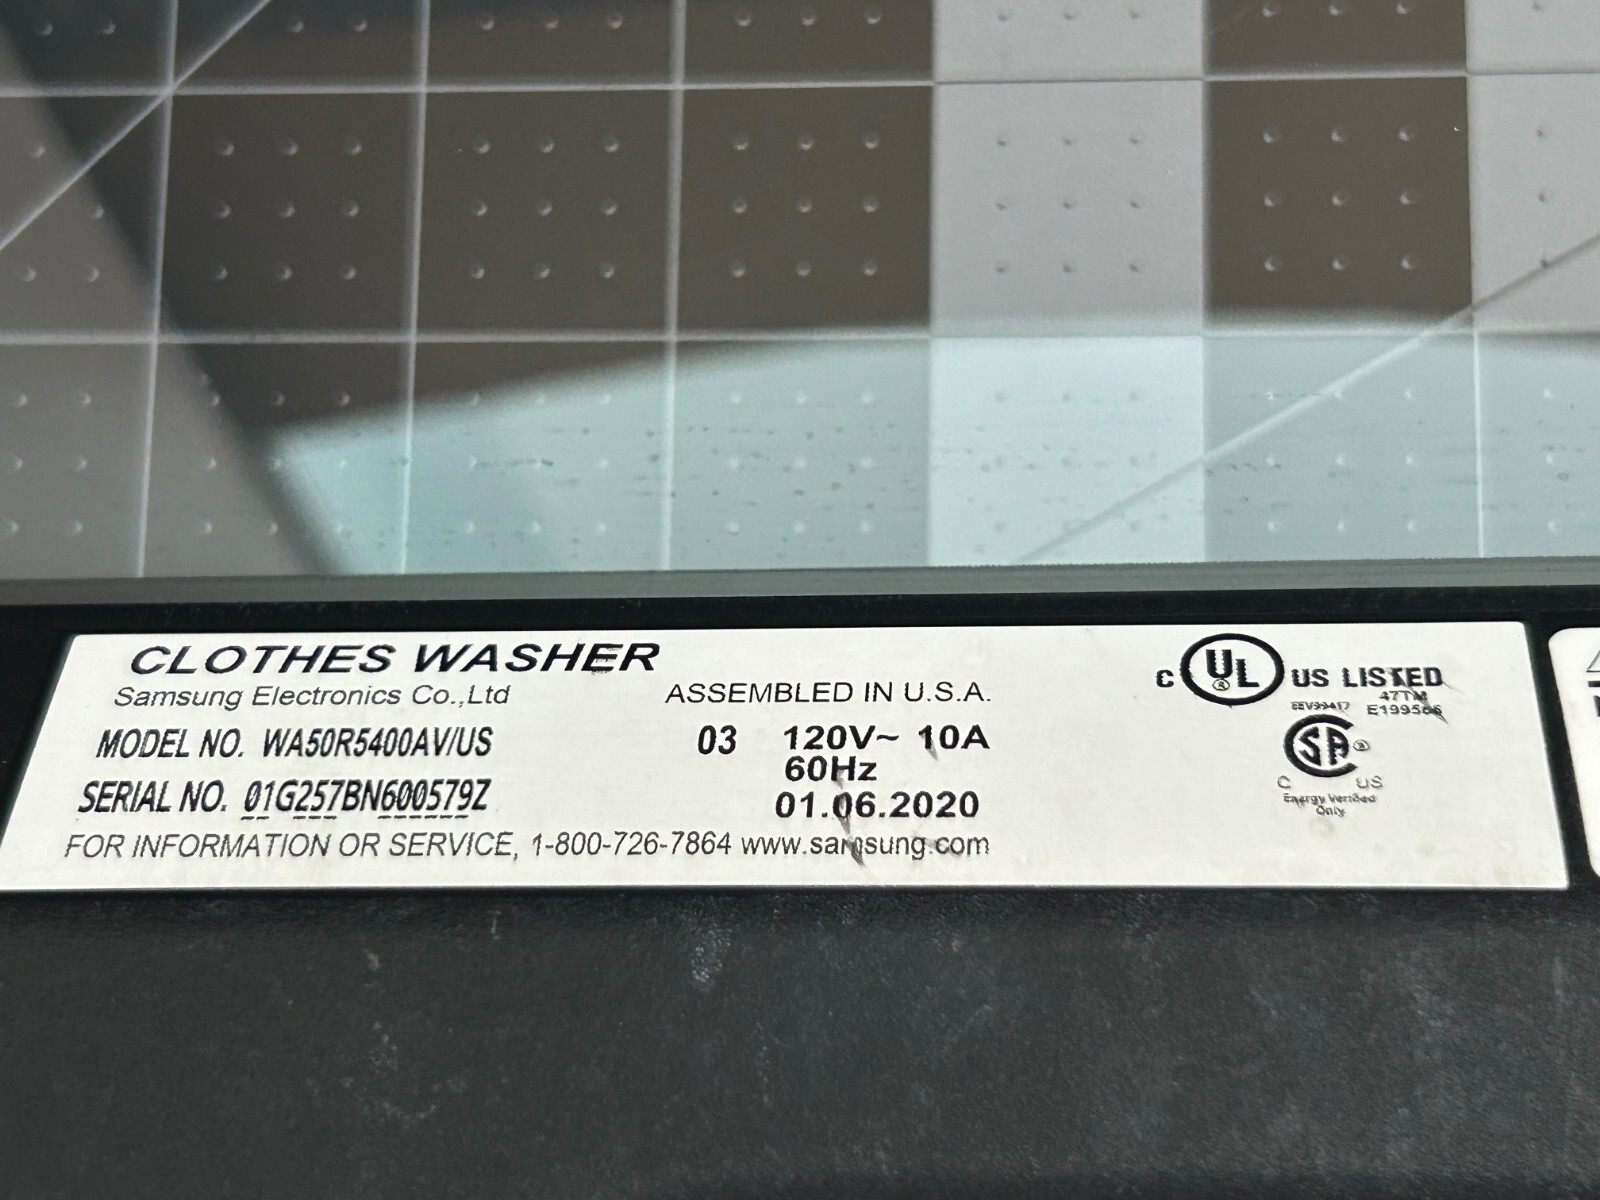 CLOTHES WASHER
Samsung Electronics Co.,Ltd
ASSEMBLED IN U.S.A.
MODEL NO. WA50R5400AV/US
03 120V~ 10A
60Hz
SERIAL NO. 01G257BN600579Z
01.06.2020
FOR INFORMATION OR SERVICE, 1-800-726-7864 www.samsung.com
C UL ® US LISTED
47TM
E199566
SA ®
C US
Energy Verified
Only